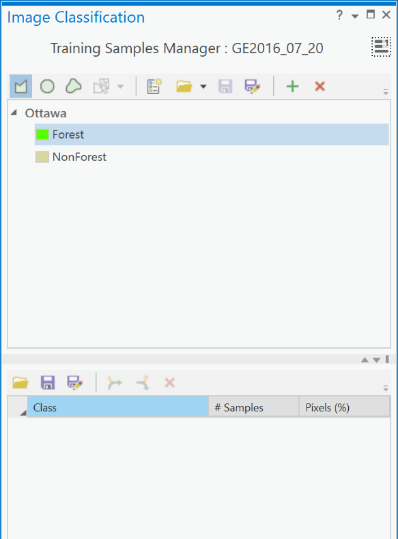 Image Classification
Training Samples Manager : GE2016_07_20
Ottawa
Forest
NonForest
Class # Samples Pixels (%)